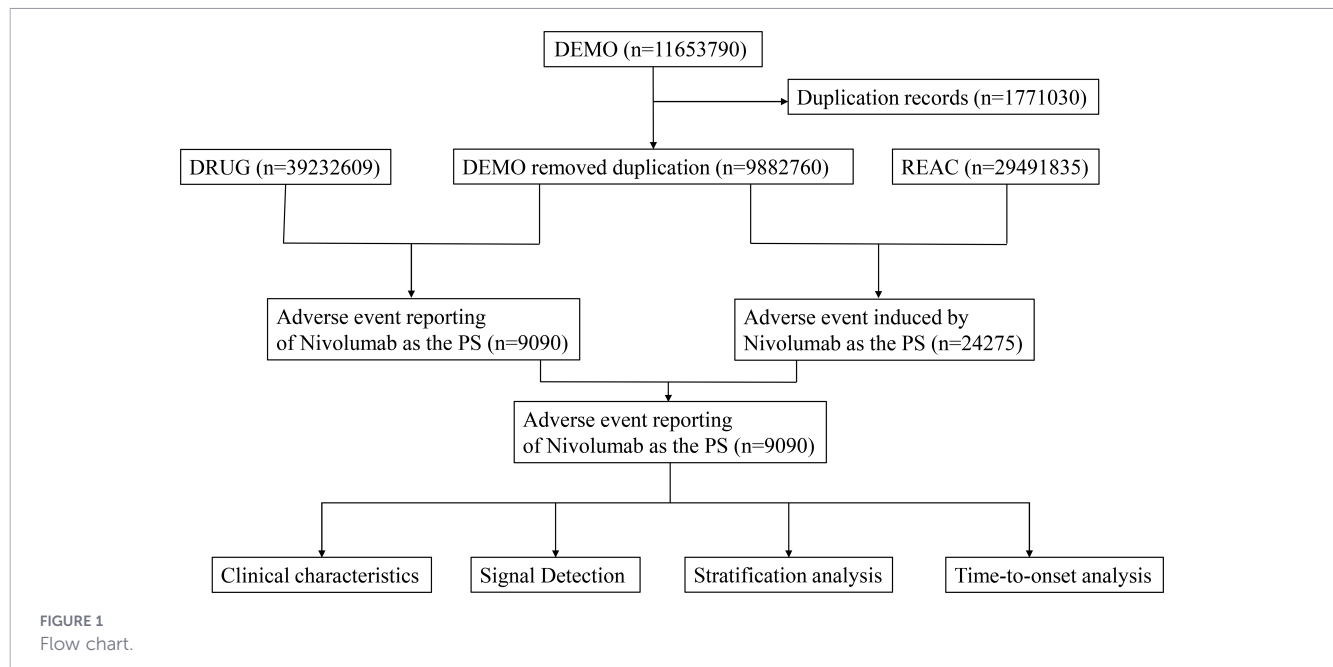 DEMO (n=11653790)
Duplication records (n=1771030)
DRUG (n=39232609)
DEMO removed duplication (n=9882760)
REAC (n=29491835)
Adverse event reporting
of Nivolumab as the PS (n=9090)
Adverse event induced by
Nivolumab as the PS (n=24275)
Adverse event reporting
of Nivolumab as the PS (n=9090)
Clinical characteristics
Signal Detection
Stratification analysis
Time-to-onset analysis
FIGURE 1
Flow chart.